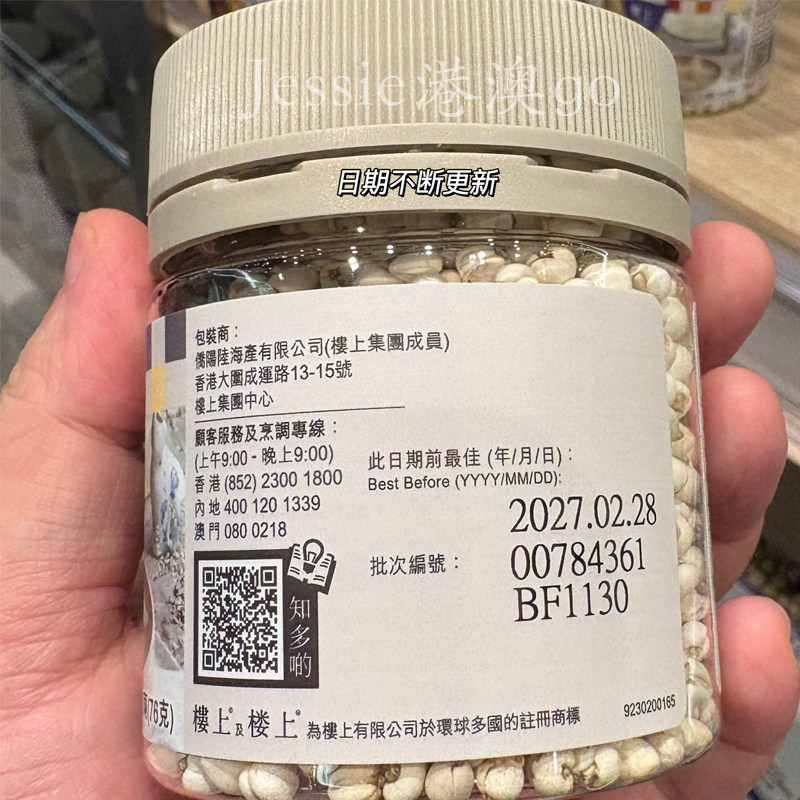 Jessie港澳go
日期不断更新
包裝商：
僑陽陸海產有限公司(樓上集團成員)
香港大圍成運路13-15號
樓上集團中心
顧客服務及烹調專線：
(上午9:00 - 晚上9:00)
香港 (852) 2300 1800
內地 400 120 1339
澳門 080 0218
此日期前最佳 (年/月/日)：
Best Before (YYYY/MM/DD):
2027.02.28
批次編號：
00784361
BF1130
知多啲
(76克)
樓上及楼上為樓上有限公司於環球多國的註冊商標
9230200165